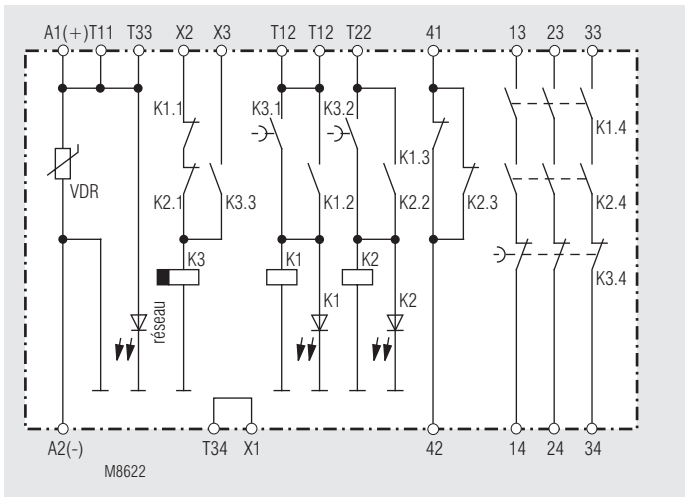 A1(+) T11 T33 X2 X3 T12 T12 T22 41 13 23 33
K1.1 K3.1 K3.2 K1.4
K1.3
VDR K2.1 K3.3 K1.2 K2.2 K2.3 K2.4
K3 K1 K2 K3.4
réseau K1 K2
A2(-) T34 X1 42 14 24 34
M8622